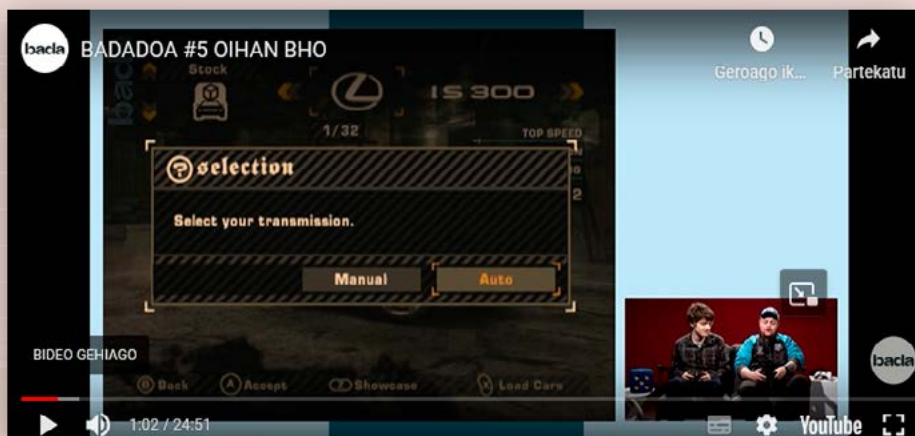 bada
BADADOA #5 OIHAN BHO
Geroago ik...
Partekatu
Stock
IS 300
1/32
TOP SPEED
2
? selection
Select your transmission.
Manual
Auto
BIDEO GEHIAGO
bada
B Back
A Accept
Showcase
X Load Cars
1:02 / 24:51
YouTube